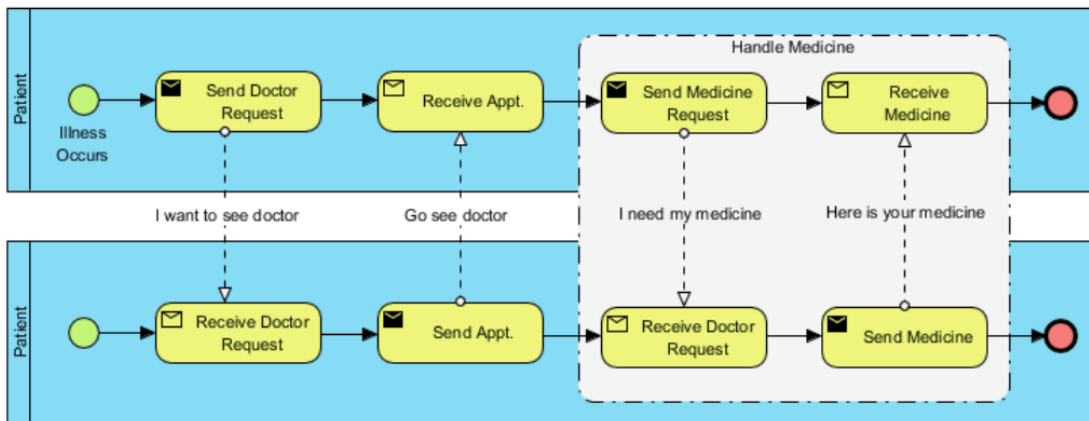 Handle Medicine
Patient
Illness
Occurs
Send Doctor
Request
Receive Appt.
Send Medicine
Request
Receive
Medicine
I want to see doctor
Go see doctor
I need my medicine
Here is your medicine
Patient
Receive Doctor
Request
Send Appt.
Receive Doctor
Request
Send Medicine